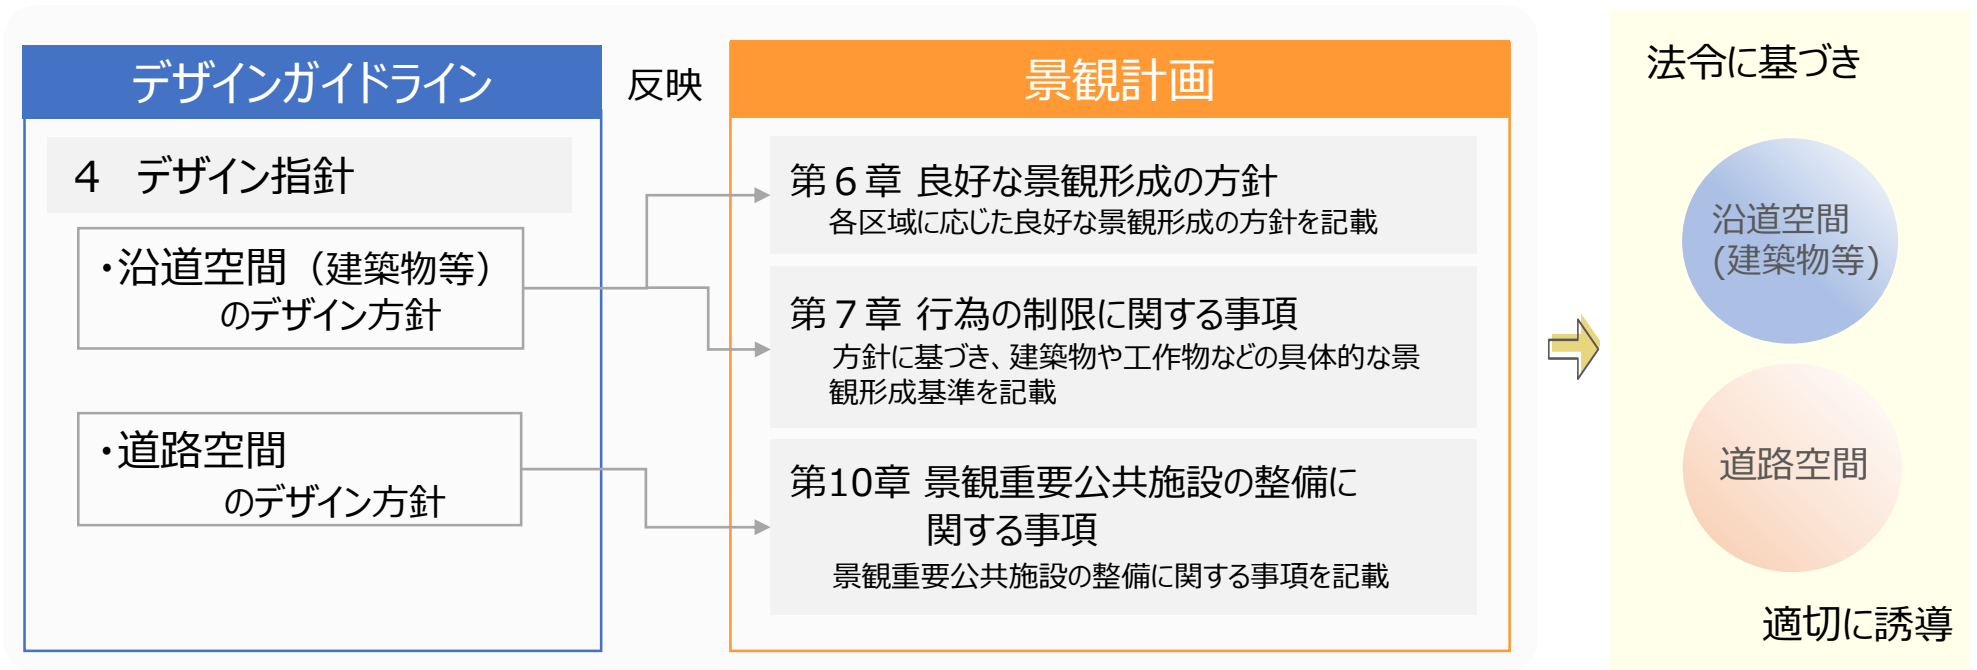 デザインガイドライン
４　デザイン指針
・沿道空間（建築物等）
のデザイン方針
・道路空間
のデザイン方針
反映
景観計画
第６章 良好な景観形成の方針
各区域に応じた良好な景観形成の方針を記載
第７章 行為の制限に関する事項
方針に基づき、建築物や工作物などの具体的な景
観形成基準を記載
第10章 景観重要公共施設の整備に
関する事項
景観重要公共施設の整備に関する事項を記載
法令に基づき
沿道空間
(建築物等)
道路空間
適切に誘導